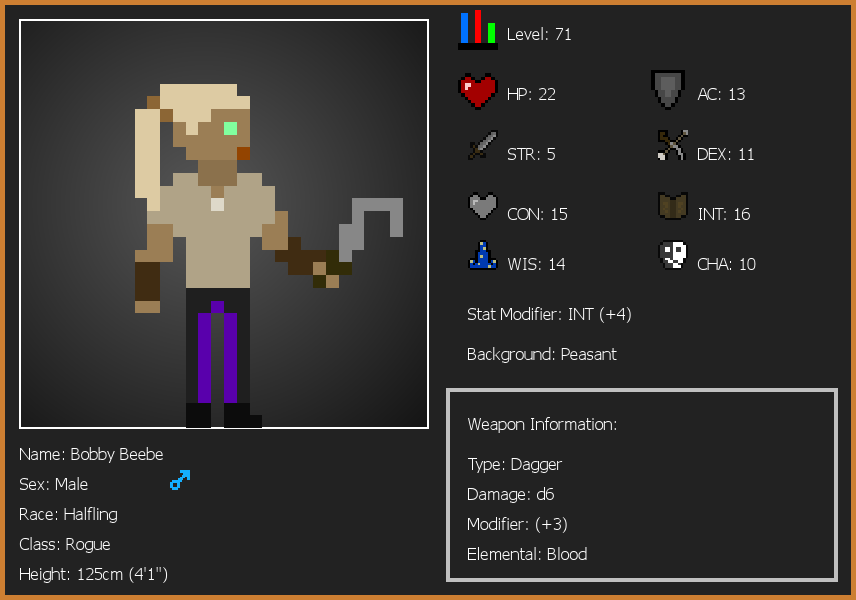 Level: 71
HP: 22
AC: 13
STR: 5
DEX: 11
CON: 15
INT: 16
WIS: 14
CHA: 10
Stat Modifier: INT (+4)
Background: Peasant
Weapon Information:
Type: Dagger
Damage: d6
Modifier: (+3)
Elemental: Blood
Name: Bobby Beebe
Sex: Male
Race: Halfling
Class: Rogue
Height: 125cm (4'1")